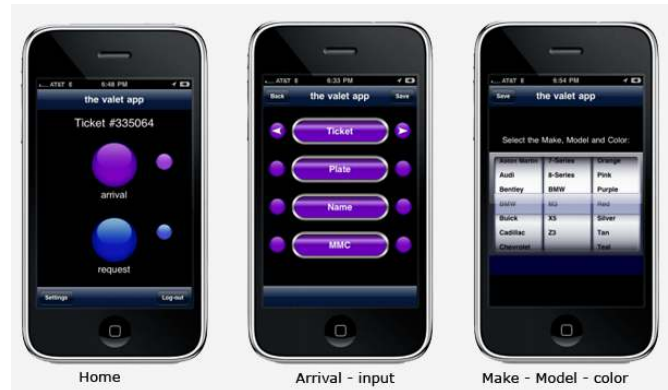 AT&T 6:48 PM
the valet app
Ticket #335064
arrival
request
Settings Log-out
Home
AT&T 6:33 PM
Back the valet app Save
Ticket
Plate
Name
MMC
Arrival - input
AT&T 6:54 PM
Save the valet app
Select the Make, Model and Color:
Aston Martin 7-Series Orange
Audi 8-Series Pink
Bentley BMW Purple
BMW M3 Red
Buick X5 Silver
Cadillac Z3 Tan
Chevrolet Teal
Make - Model - color